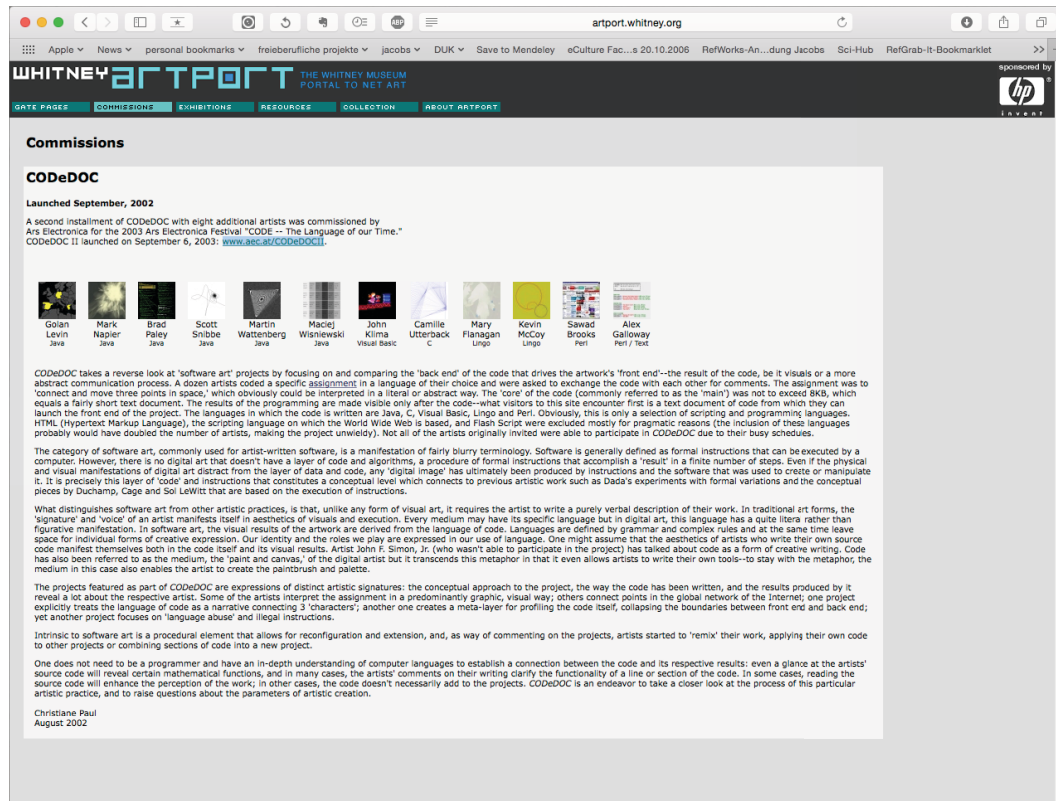 artport.whitney.org
Apple News personal bookmarks freieberufliche projekte jacobs DUK Save to Mendeley eCulture Fac...s 20.10.2006 RefWorks-An...dung Jacobs Sci-Hub RefGrab-It-Bookmarklet >>
WHITNEY ARTPORT THE WHITNEY MUSEUM
PORTAL TO NET ART
sponsored by
hp
invent
GATE PAGES COMMISSIONS EXHIBITIONS RESOURCES COLLECTION ABOUT ARTPORT
Commissions
CODeDOC
Launched September, 2002
A second installment of CODeDOC with eight additional artists was commissioned by
Ars Electronica for the 2003 Ars Electronica Festival "CODE -- The Language of our Time."
CODeDOC II launched on September 6, 2003: www.aec.at/CODeDOCII.
Golan Mark Brad Scott Martin Maciej John Camille Mary Kevin Sawad Alex
Levin Napier Paley Snibbe Wattenberg Wisniewski Klima Utterback Flanagan McCoy Brooks Galloway
Java Java Java Java Java Java Visual Basic C Lingo Lingo Perl Perl / Text
CODeDOC takes a reverse look at 'software art' projects by focusing on and comparing the 'back end' of the code that drives the artwork's 'front end'--the result of the code, be it visuals or a more
abstract communication process. A dozen artists coded a specific assignment in a language of their choice and were asked to exchange the code with each other for comments. The assignment was to
'connect and move three points in space,' which obviously could be interpreted in a literal or abstract way. The 'core' of the code (commonly referred to as the 'main') was not to exceed 8KB, which
equals a fairly short text document. The results of the programming are made visible only after the code--what visitors to this site encounter first is a text document of code from which they can
launch the front end of the project. The languages in which the code is written are Java, C, Visual Basic, Lingo and Perl. Obviously, this is only a selection of scripting and programming languages.
HTML (Hypertext Markup Language), the scripting language on which the World Wide Web is based, and Flash Script were excluded mostly for pragmatic reasons (the inclusion of these languages
probably would have doubled the number of artists, making the project unwieldy). Not all of the artists originally invited were able to participate in CODeDOC due to their busy schedules.
The category of software art, commonly used for artist-written software, is a manifestation of fairly blurry terminology. Software is generally defined as formal instructions that can be executed by a
computer. However, there is no digital art that doesn't have a layer of code and algorithms, a procedure of formal instructions that accomplish a 'result' in a finite number of steps. Even if the physical
and visual manifestations of digital art distract from the layer of data and code, any 'digital image' has ultimately been produced by instructions and the software that was used to create or manipulate
it. It is precisely this layer of 'code' and instructions that constitutes a conceptual level which connects to previous artistic work such as Dada's experiments with formal variations and the conceptual
pieces by Duchamp, Cage and Sol LeWitt that are based on the execution of instructions.
What distinguishes software art from other artistic practices, is that, unlike any form of visual art, it requires the artist to write a purely verbal description of their work. In traditional art forms, the
'signature' and 'voice' of an artist manifests itself in aesthetics of visuals and execution. Every medium may have its specific language but in digital art, this language has a quite literal rather than
figurative manifestation. In software art, the visual results of the artwork are derived from the language of code. Languages are defined by grammar and complex rules and at the same time leave
space for individual forms of creative expression. Our identity and the roles we play are expressed in our use of language. One might assume that the aesthetics of artists who write their own source
code manifest themselves both in the code itself and its visual results. Artist John F. Simon, Jr. (who wasn't able to participate in the project) has talked about code as a form of creative writing. Code
has also been referred to as the medium, the 'paint and canvas,' of the digital artist but it transcends this metaphor in that it even allows artists to write their own tools--to stay with the metaphor, the
medium in this case also enables the artist to create the paintbrush and palette.
The projects featured as part of CODeDOC are expressions of distinct artistic signatures: the conceptual approach to the project, the way the code has been written, and the results produced by it
reveal a lot about the respective artist. Some of the artists interpret the assignment in a predominantly graphic, visual way; others connect points in the global network of the Internet; one project
explicitly treats the language of code as a narrative connecting 3 'characters'; another one creates a meta-layer for profiling the code itself, collapsing the boundaries between front end and back end;
yet another project focuses on 'language abuse' and illegal instructions.
Intrinsic to software art is a procedural element that allows for reconfiguration and extension, and, as way of commenting on the projects, artists started to 'remix' their work, applying their own code
to other projects or combining sections of code into a new project.
One does not need to be a programmer and have an in-depth understanding of computer languages to establish a connection between the code and its respective results: even a glance at the artists'
source code will reveal certain mathematical functions, and in many cases, the artists' comments on their writing clarify the functionality of a line or section of the code. In some cases, reading the
source code will enhance the perception of the work; in other cases, the code doesn't necessarily add to the projects. CODeDOC is an endeavor to take a closer look at the process of this particular
artistic practice, and to raise questions about the parameters of artistic creation.
Christiane Paul
August 2002